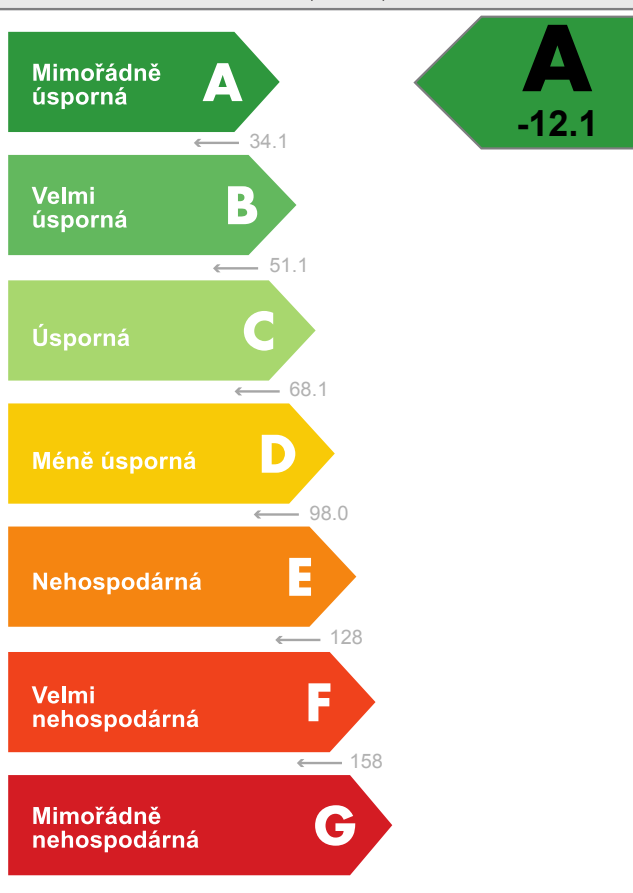 Mimořádně
úsporná
A
34.1
A
-12.1
Velmi
úsporná
B
51.1
Úsporná
C
68.1
Méně úsporná
D
98.0
Nehospodárná
E
128
Velmi
nehospodárná
F
158
Mimořádně
nehospodárná
G